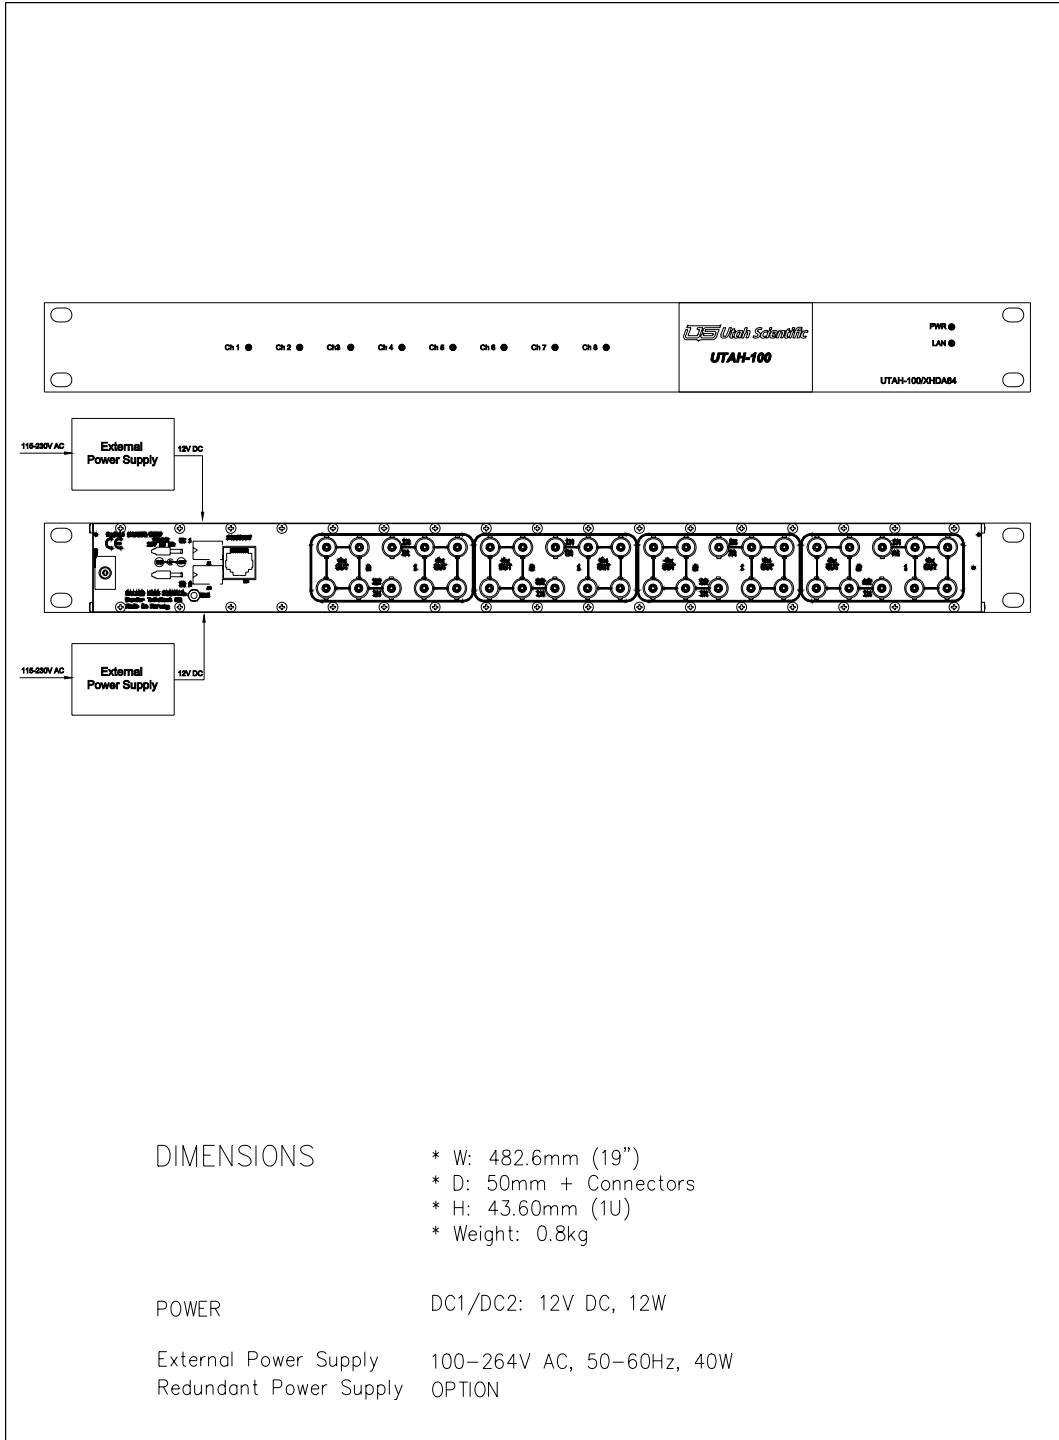 Ch 1 Ch 2 Ch3 Ch 4 Ch 5 Ch 6 Ch 7 Ch 8
US Utah Scientific
UTAH-100
PWR
LAN
UTAH-100/XHDA64
115-230V AC
External
Power Supply
12V DC
CE
115-230V AC
External
Power Supply
12V DC
DIMENSIONS
* W: 482.6mm (19")
* D: 50mm + Connectors
* H: 43.60mm (1U)
* Weight: 0.8kg
POWER
DC1/DC2: 12V DC, 12W
External Power Supply 100-264V AC, 50-60Hz, 40W
Redundant Power Supply OPTION